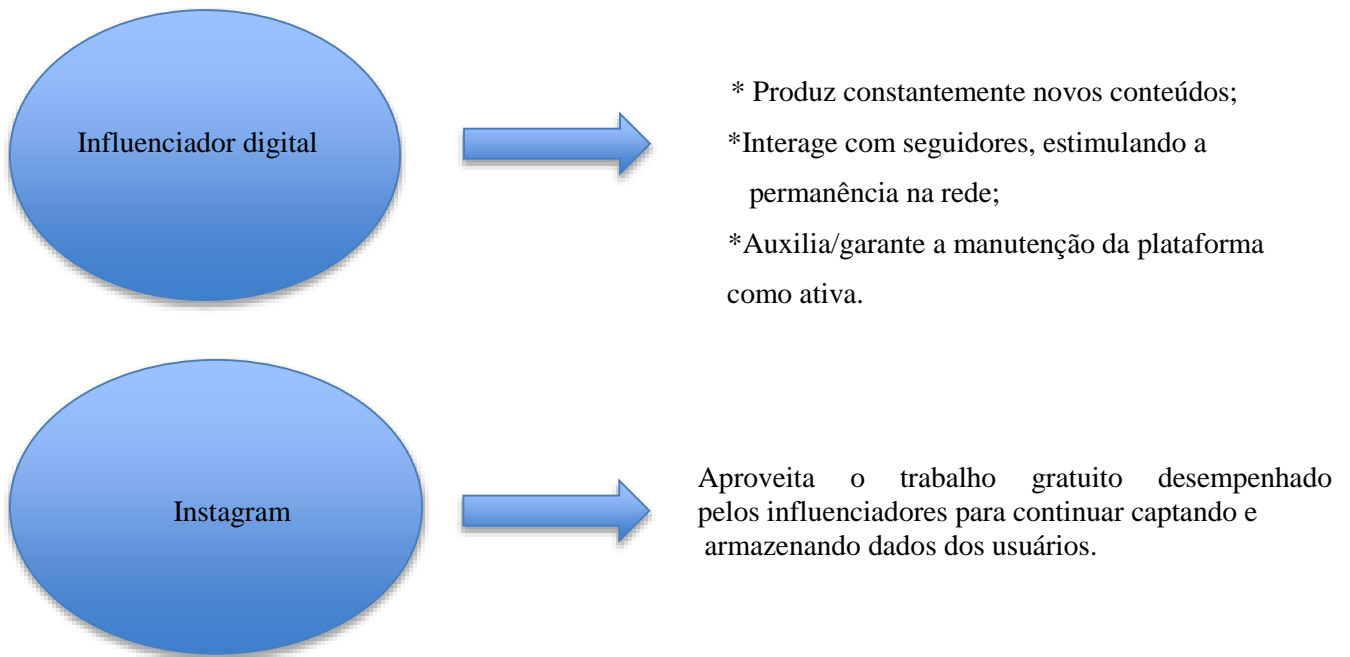 Influenciador digital
* Produz constantemente novos conteúdos;
*Interage com seguidores, estimulando a
permanência na rede;
*Auxilia/garante a manutenção da plataforma
como ativa.
Instagram
Aproveita o trabalho gratuito desempenhado
pelos influenciadores para continuar captando e
armazenando dados dos usuários.